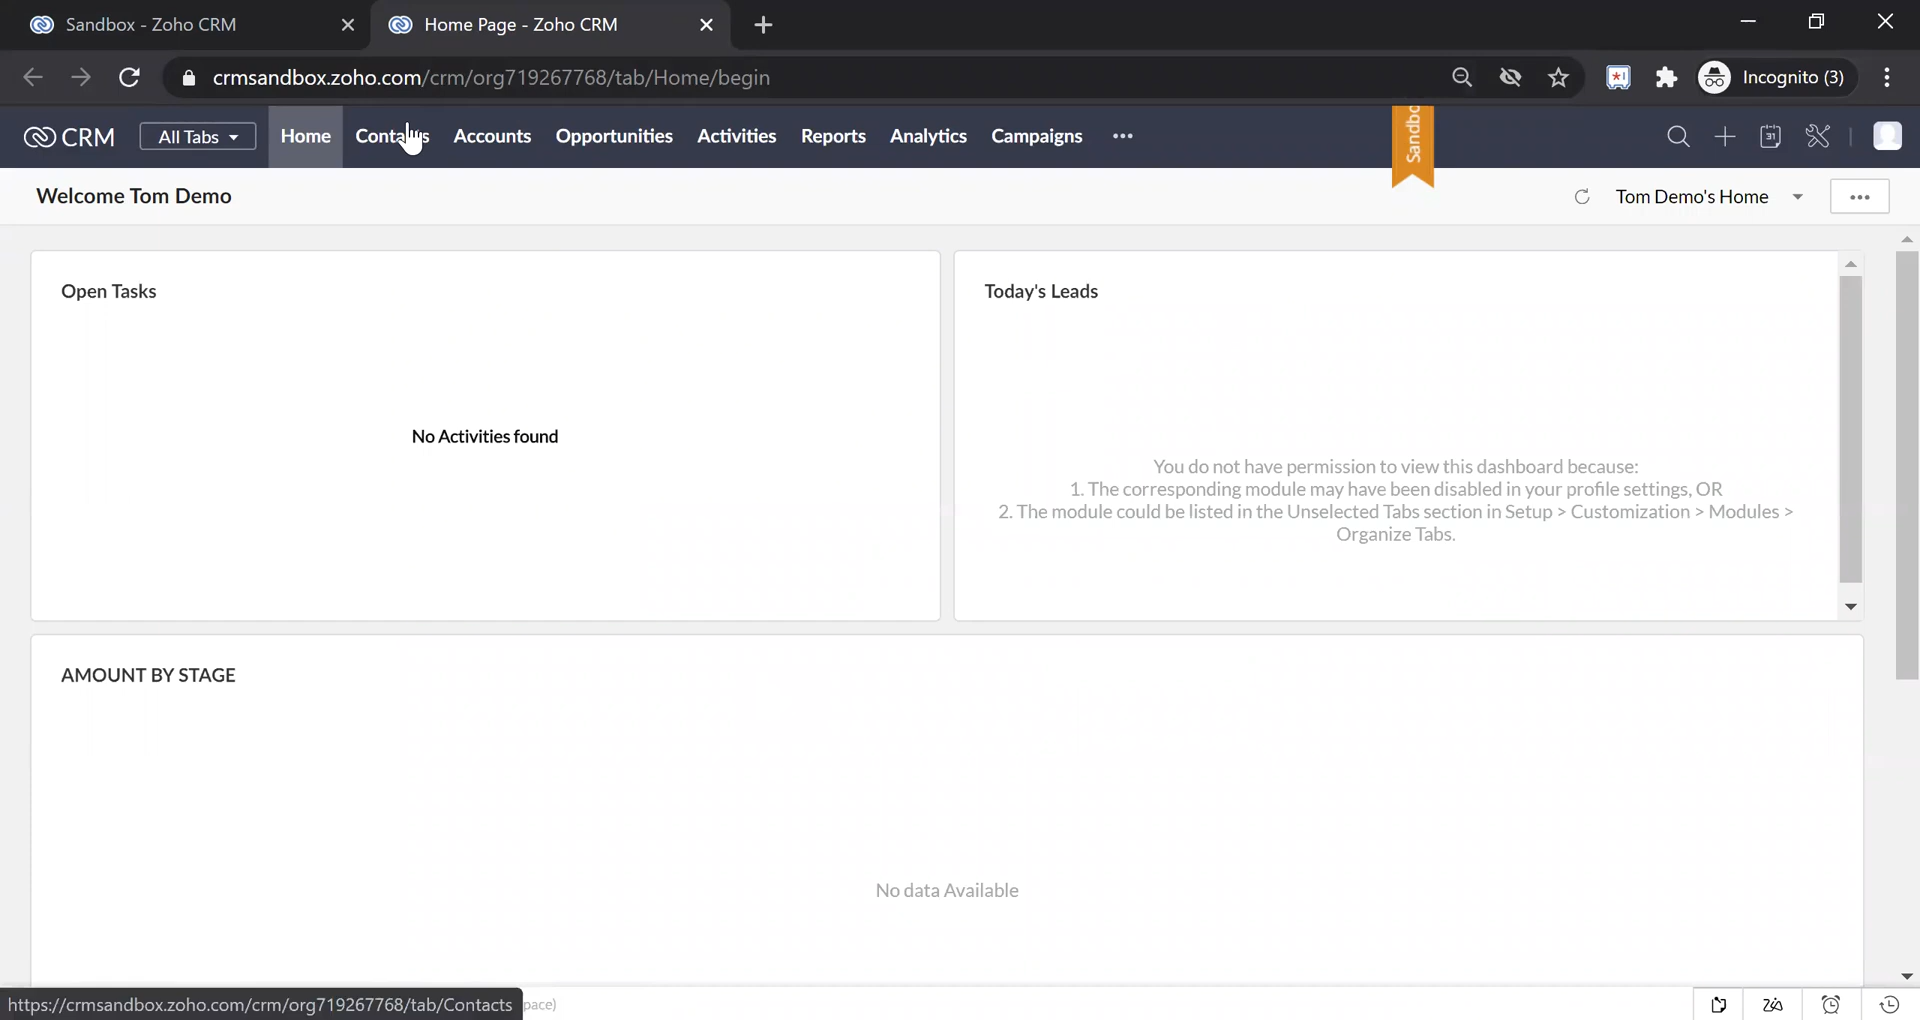 Sandbox - Zoho CRM
Home Page - Zoho CRM
crmsandbox.zoho.com/crm/org719267768/tab/Home/begin
Incognito (3)
CRM
All Tabs
Home
Contacts
Accounts
Opportunities
Activities
Reports
Analytics
Campaigns
Sandbo
31
Welcome Tom Demo
Tom Demo's Home
Open Tasks
No Activities found
Today's Leads
You do not have permission to view this dashboard because:
1. The corresponding module may have been disabled in your profile settings, OR
2. The module could be listed in the Unselected Tabs section in Setup > Customization > Modules >
Organize Tabs.
AMOUNT BY STAGE
No data Available
https://crmsandbox.zoho.com/crm/org719267768/tab/Contacts
pace)